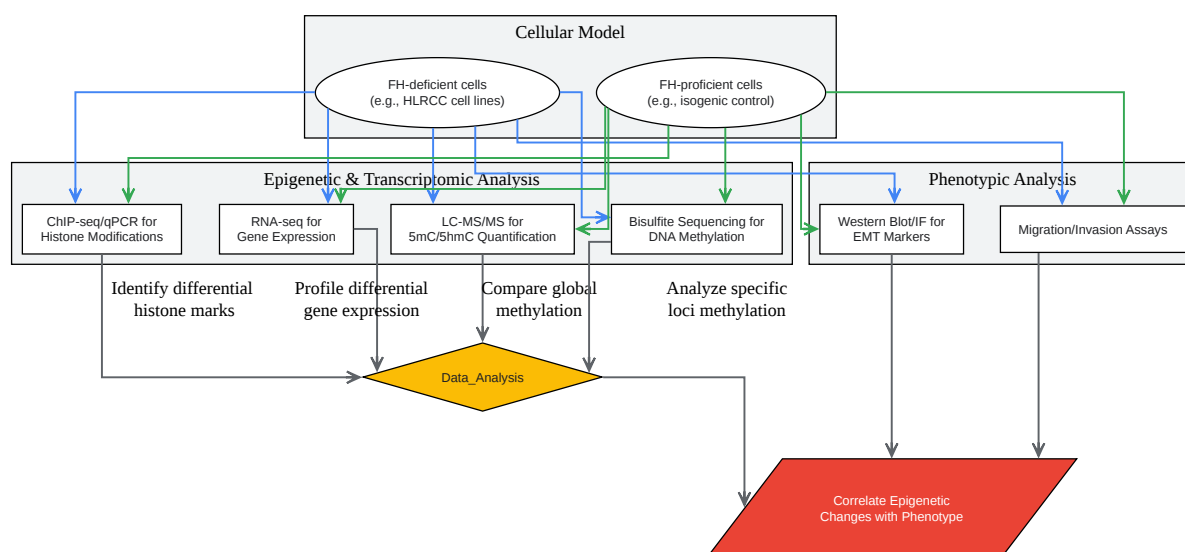 Cellular Model
FH-deficient cells
(e.g., HLRCC cell lines)
FH-proficient cells
(e.g., isogenic control)
Epigenetic & Transcriptomic Analysis
Phenotypic Analysis
ChIP-seq/qPCR for
Histone Modifications
RNA-seq for
Gene Expression
LC-MS/MS for
5mC/5hmC Quantification
Bisulfite Sequencing for
DNA Methylation
Western Blot/IF for
EMT Markers
Migration/Invasion Assays
Identify differential
histone marks
Profile differential
gene expression
Compare global
methylation
Analyze specific
loci methylation
Data_Analysis
Correlate Epigenetic
Changes with Phenotype